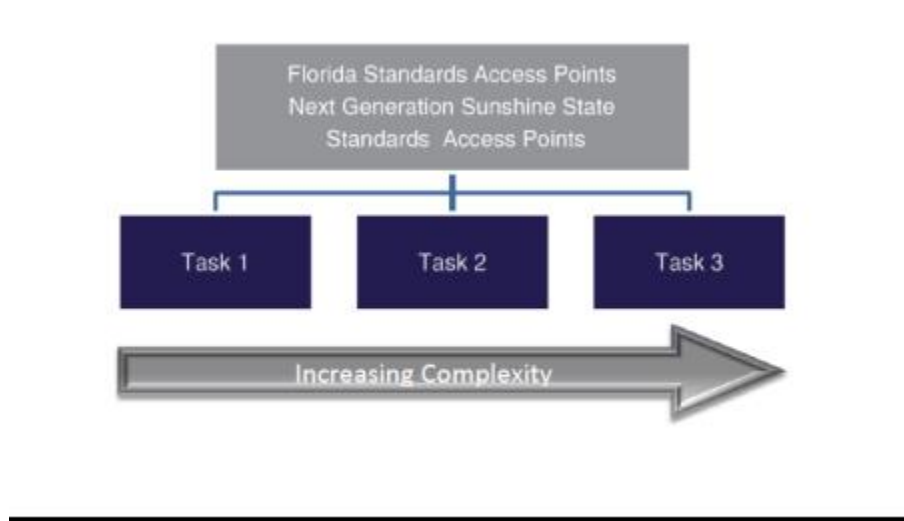 Florida Standards Access Points
Next Generation Sunshine State
Standards Access Points
Task 1
Task 2
Task 3
Increasing Complexity